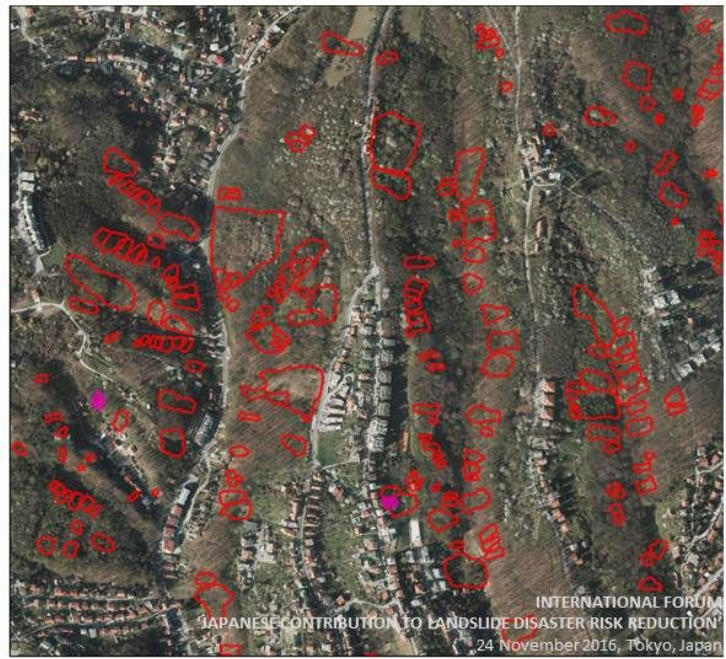 INTERNATIONAL FORUM
'JAPANESE CONTRIBUTION TO LANDSLIDE DISASTER RISK REDUCTION'
24 November 2016, Tokyo, Japan